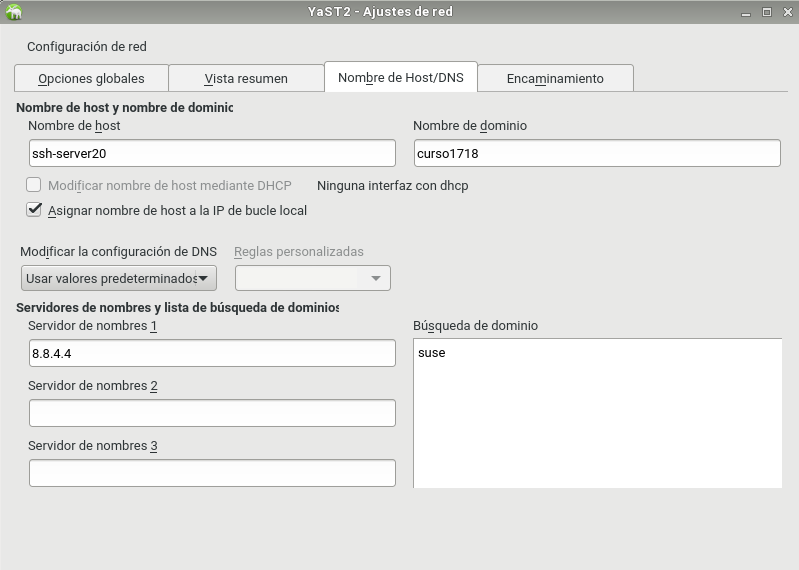 YaST2 - Ajustes de red
Configuración de red
Opciones globales
Vista resumen
Nombre de Host/DNS
Encaminamiento
Nombre de host y nombre de dominic
Nombre de host
Nombre de dominio
ssh-server20
curso1718
Modificar nombre de host mediante DHCP
Ninguna interfaz con dhcp
Asignar nombre de host a la IP de bucle local
Modificar la configuración de DNS
Reglas personalizadas
Usar valores predeterminados
Servidores de nombres y lista de búsqueda de dominios
Servidor de nombres 1
Búsqueda de dominio
8.8.4.4
suse
Servidor de nombres 2
Servidor de nombres 3